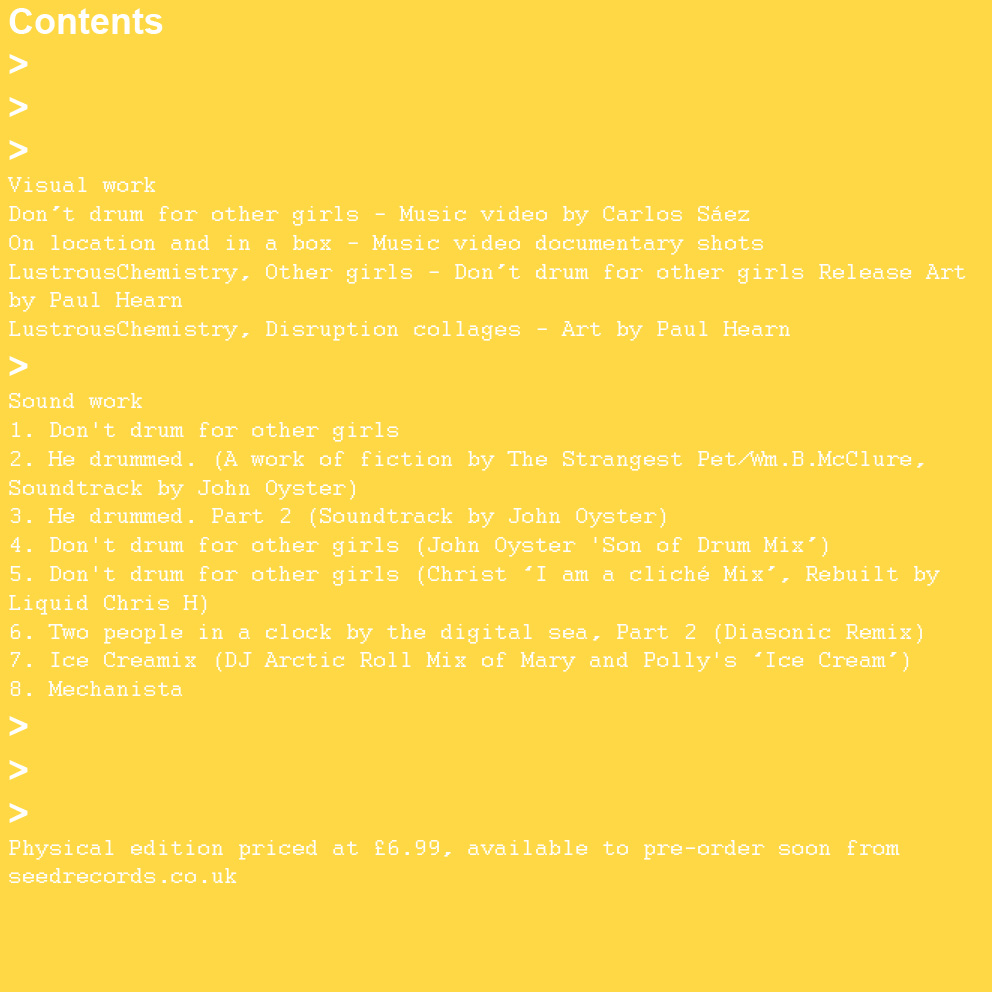 Contents
>
>
>
Visual work
Don´t drum for other girls - Music video by Carlos Sáez
On location and in a box - Music video documentary shots
LustrousChemistry, Other girls - Don´t drum for other girls Release Art
by Paul Hearn
LustrousChemistry, Disruption collages - Art by Paul Hearn
>
Sound work
1. Don't drum for other girls
2. He drummed. (A work of fiction by The Strangest Pet/Wm.B.McClure,
Soundtrack by John Oyster)
3. He drummed. Part 2 (Soundtrack by John Oyster)
4. Don't drum for other girls (John Oyster 'Son of Drum Mix´)
5. Don't drum for other girls (Christ ´I am a cliché Mix´, Rebuilt by
Liquid Chris H)
6. Two people in a clock by the digital sea, Part 2 (Diasonic Remix)
7. Ice Creamix (DJ Arctic Roll Mix of Mary and Polly's ´Ice Cream´)
8. Mechanista
>
>
>
Physical edition priced at £6.99, available to pre-order soon from
seedrecords.co.uk